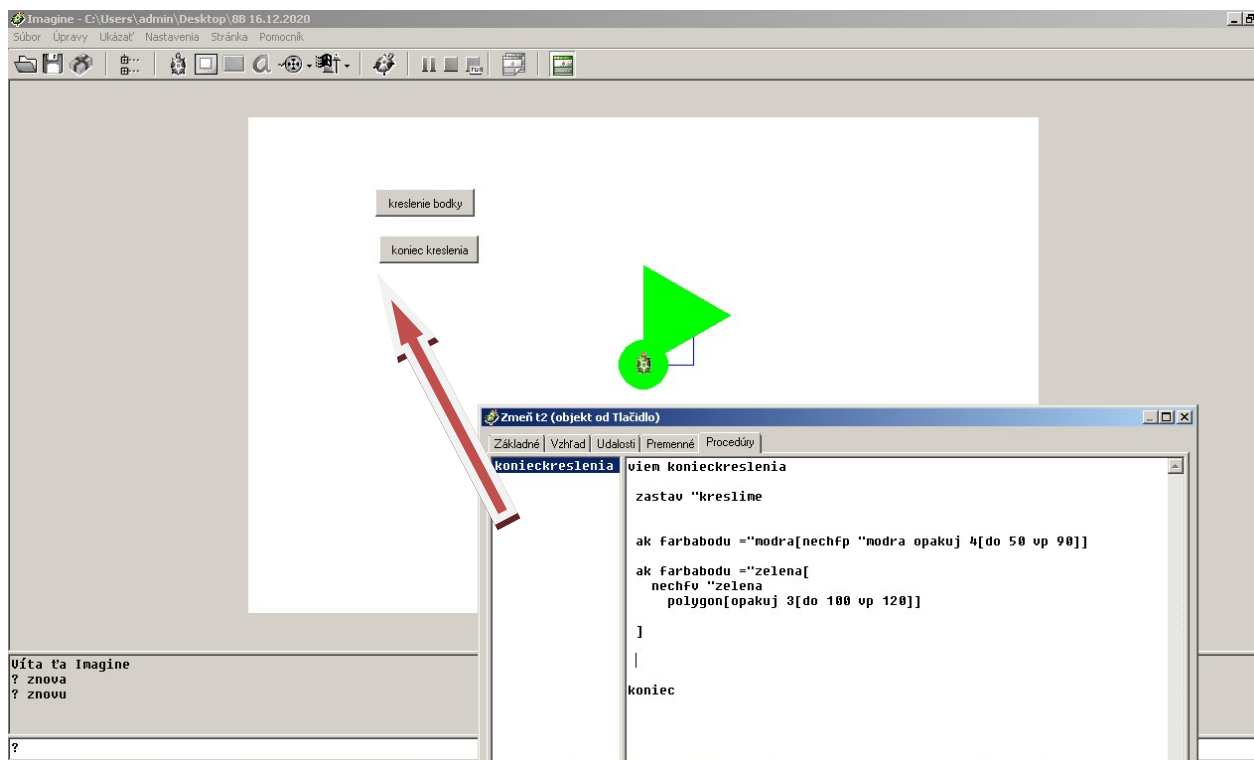 Imagine - C:\Users\admin\Desktop\8B 16.12.2020
Súbor Úpravy Ukázať Nastavenia Stránka Pomocník
kreslenie bodky
koniec kreslenia
Zmeň t2 (objekt od Tlačidlo)
Základné Vzhľad Udalosti Premenné Procedúry
konieckreslenia
viem konieckreslenia
zastav "kreslime
ak farbabodu ="modra[nechfp "modra opakuj 4[do 50 vp 90]]
ak farbabodu ="zelena[
nechfv "zelena
polygon[opakuj 3[do 100 vp 120]]
]
koniec
Víta ťa Imagine
? znova
? znovu
?